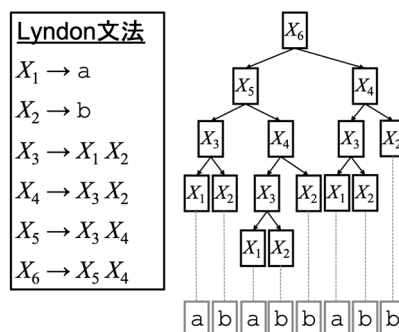 Lyndon文法
X₁ → a
X₂ → b
X₃ → X₁ X₂
X₄ → X₃ X₂
X₅ → X₃ X₄
X₆ → X₅ X₄
X₆
X₅ X₄
X₃ X₄ X₃ X₂
X₁ X₂ X₃ X₂ X₁ X₂
X₁ X₂
a b a b b a b b